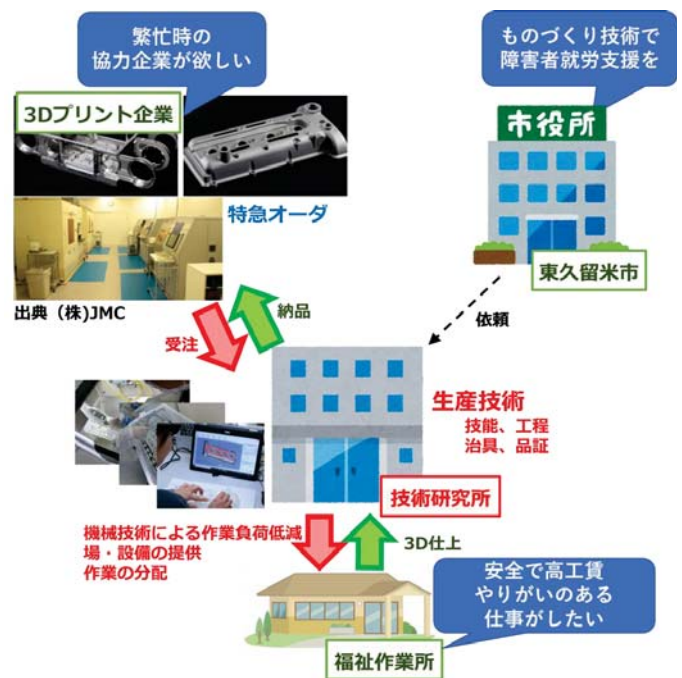 繁忙時の
協力企業が欲しい
ものづくり技術で
障害者就労支援を
3Dプリント企業
市役所
特急オーダ
東久留米市
出典（株)JMC
納品
依頼
受注
生産技術
技能、工程
治具、品証
技術研究所
機械技術による作業負荷低減
場・設備の提供
作業の分配
3D仕上
安全で高工賃
やりがいのある
仕事がしたい
福祉作業所